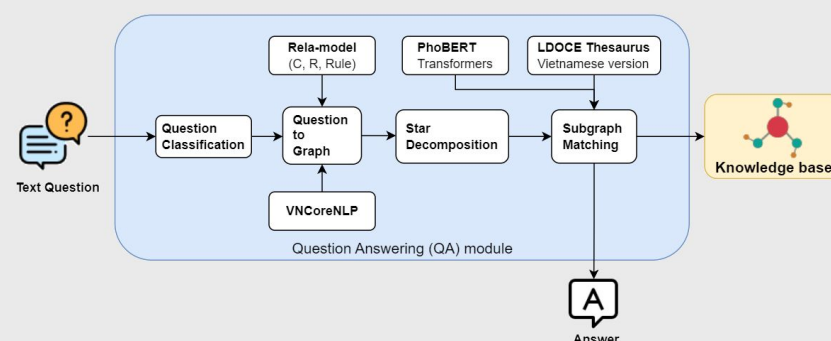 Rela-model
(C, R, Rule)
PhoBERT
Transformers
LDOCE Thesaurus
Vietnamese version
?
Text Question
Question
Classification
Question
to
Graph
Star
Decomposition
Subgraph
Matching
Knowledge base
VNCoreNLP
Question Answering (QA) module
A
Answer